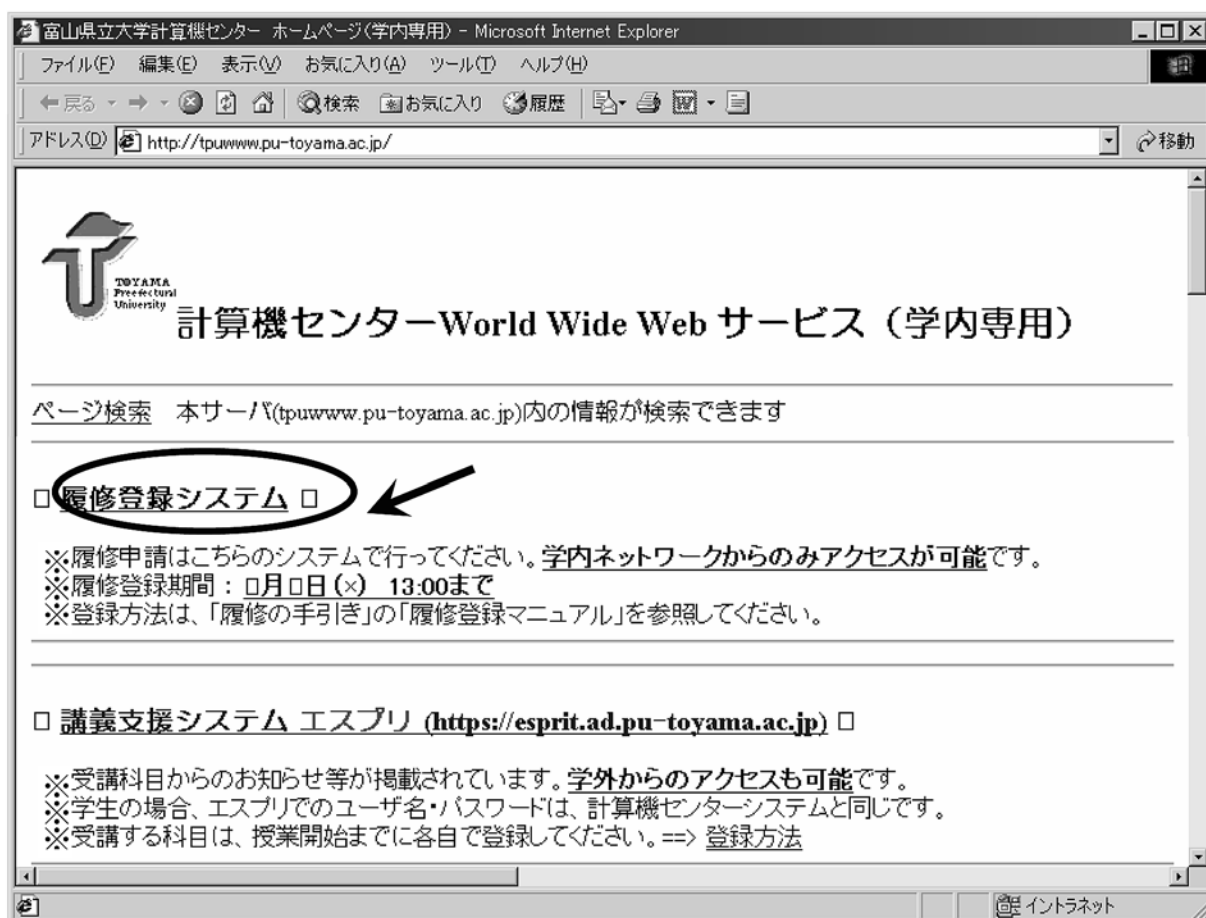 富山県立大学計算機センター ホームページ(学内専用) - Microsoft Internet Explorer
ファイル(F) 編集(E) 表示(V) お気に入り(A) ツール(T) ヘルプ(H)
戻る 検索 お気に入り 履歴
アドレス(D) http://tpuwww.pu-toyama.ac.jp/ 移動
TOYAMA
Preefectural
University
計算機センターWorld Wide Web サービス（学内専用）
ページ検索 本サーバ(tpuwww.pu-toyama.ac.jp)内の情報が検索できます
□ 履修登録システム □
※履修申請はこちらのシステムで行ってください。学内ネットワークからのみアクセスが可能です。
※履修登録期間： □月□日(×) 13:00まで
※登録方法は、「履修の手引き」の「履修登録マニュアル」を参照してください。
□ 講義支援システム エスプリ (https://esprit.ad.pu-toyama.ac.jp) □
※受講科目からのお知らせ等が掲載されています。学外からのアクセスも可能です。
※学生の場合、エスプリでのユーザ名・パスワードは、計算機センターシステムと同じです。
※受講する科目は、授業開始までに各自で登録してください。==> 登録方法
イントラネット